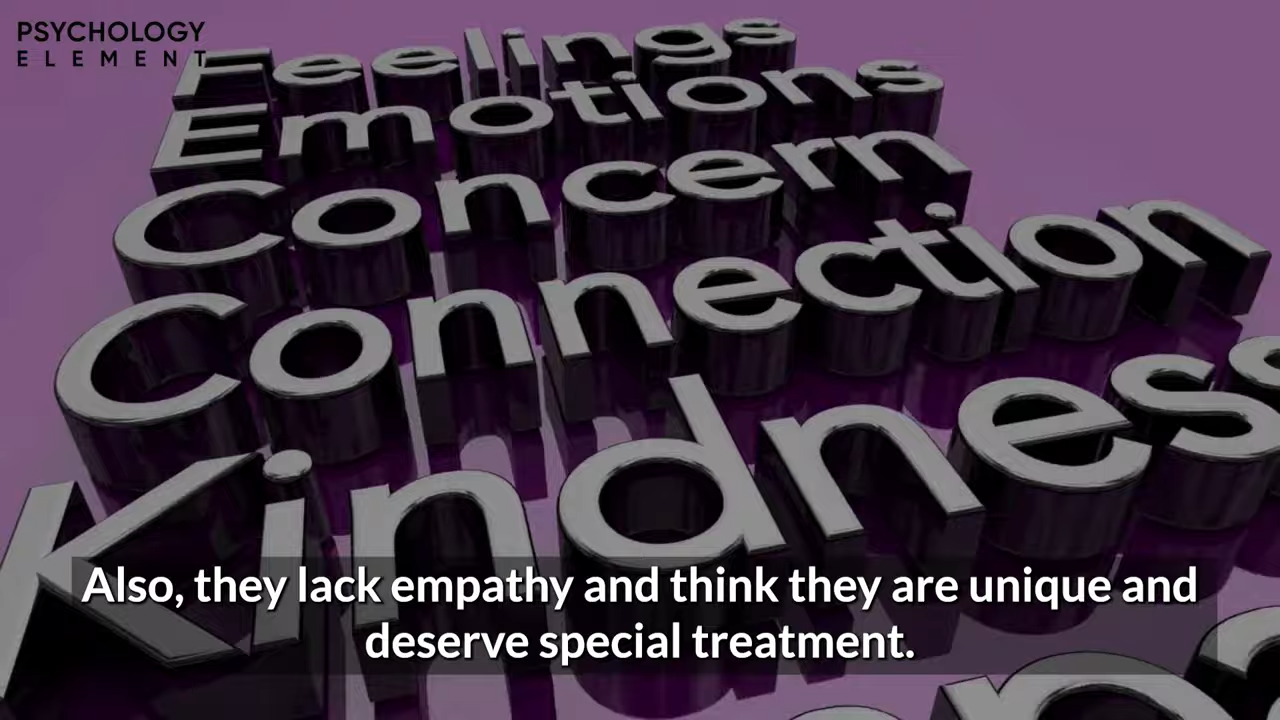 PSYCHOLOGY
ELEMENT
Feelings
Emotions
Concern
Connection
Kindness
Also, they lack empathy and think they are unique and
deserve special treatment.